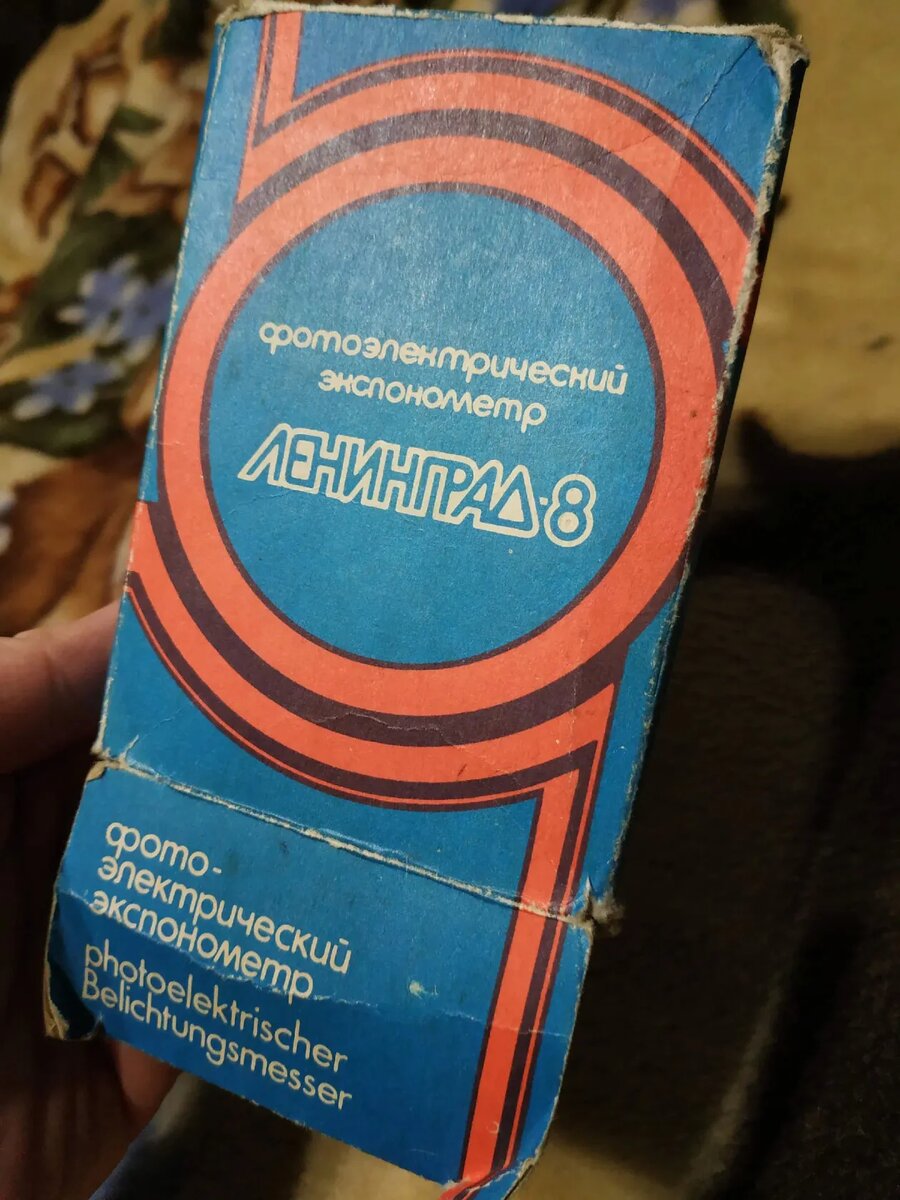 фотоэлектрический
экспонометр
ЛЕНИНГРАД-8
фото-
электрический
экспонометр
photoelektrischer
Belichtungsmesser